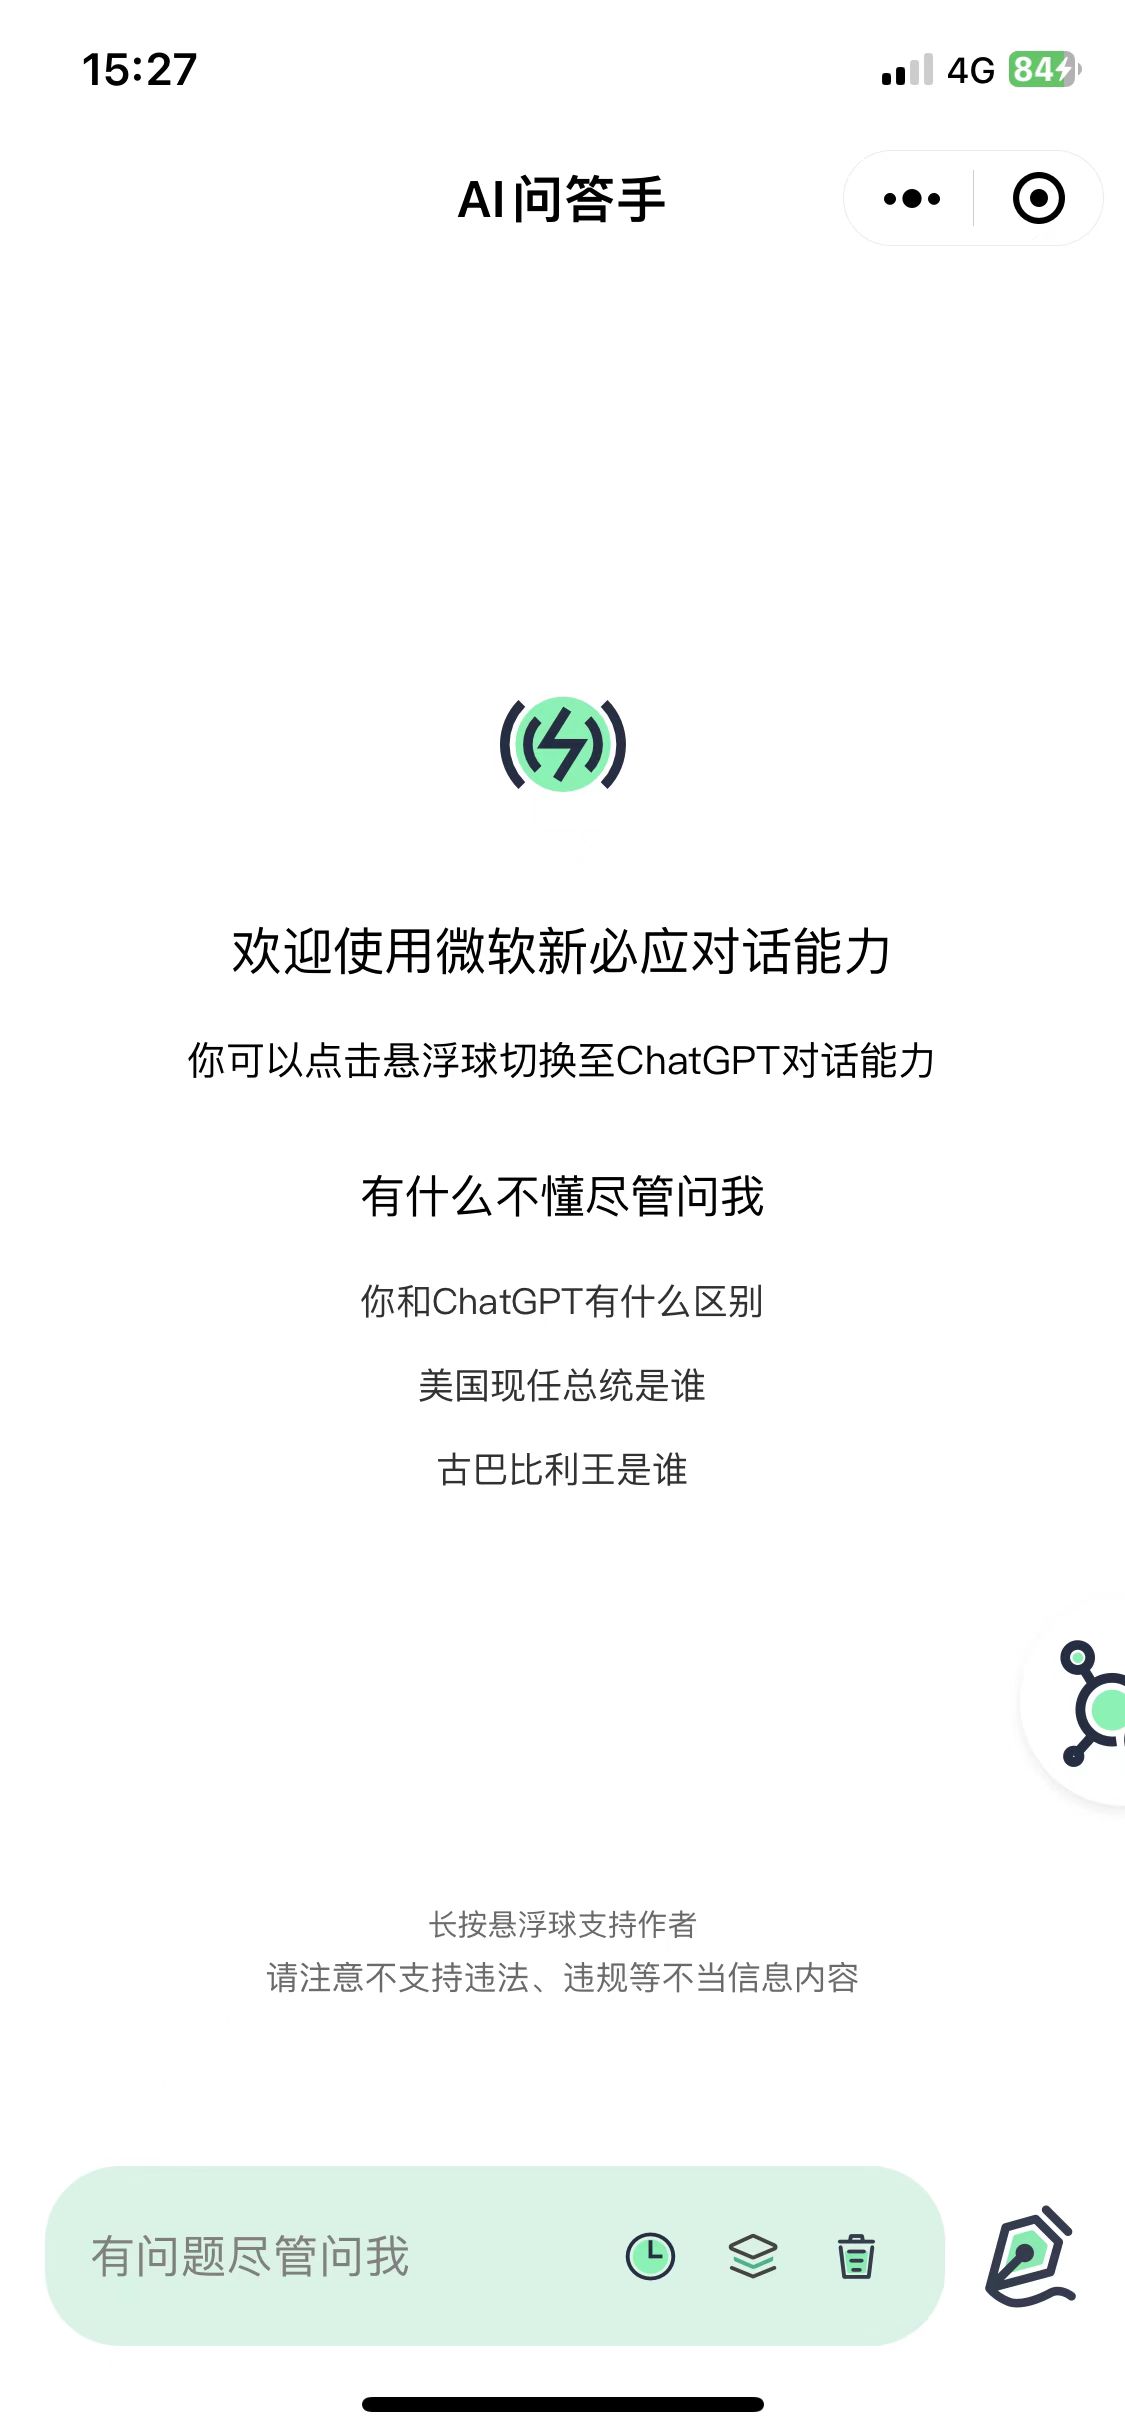 15:27
4G 84
AI问答手
欢迎使用微软新必应对话能力
你可以点击悬浮球切换至ChatGPT对话能力
有什么不懂尽管问我
你和ChatGPT有什么区别
美国现任总统是谁
古巴比利王是谁
长按悬浮球支持作者
请注意不支持违法、违规等不当信息内容
有问题尽管问我